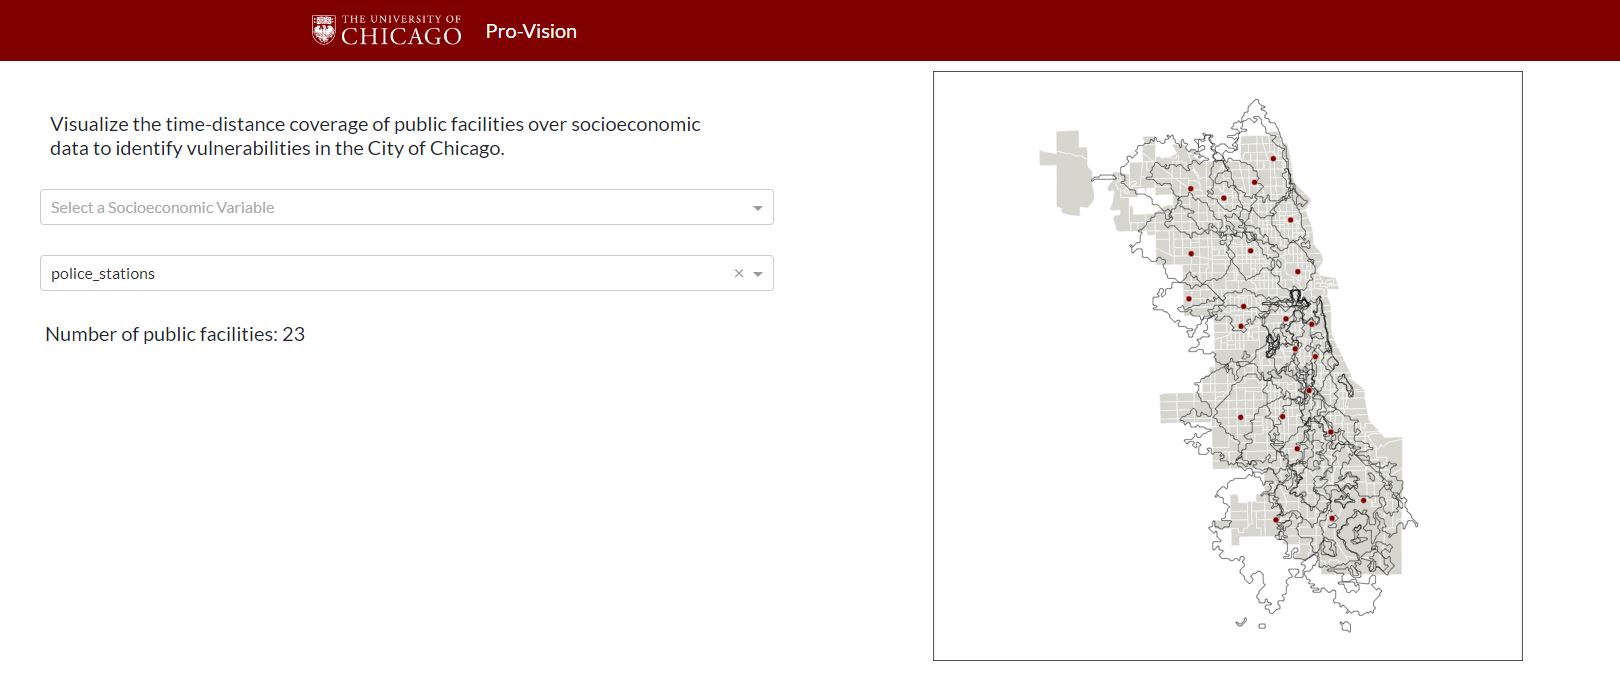 THE UNIVERSITY OF
CHICAGO
Pro-Vision
Visualize the time-distance coverage of public facilities over socioeconomic
data to identify vulnerabilities in the City of Chicago.
Select a Socioeconomic Variable
police_stations
Number of public facilities: 23